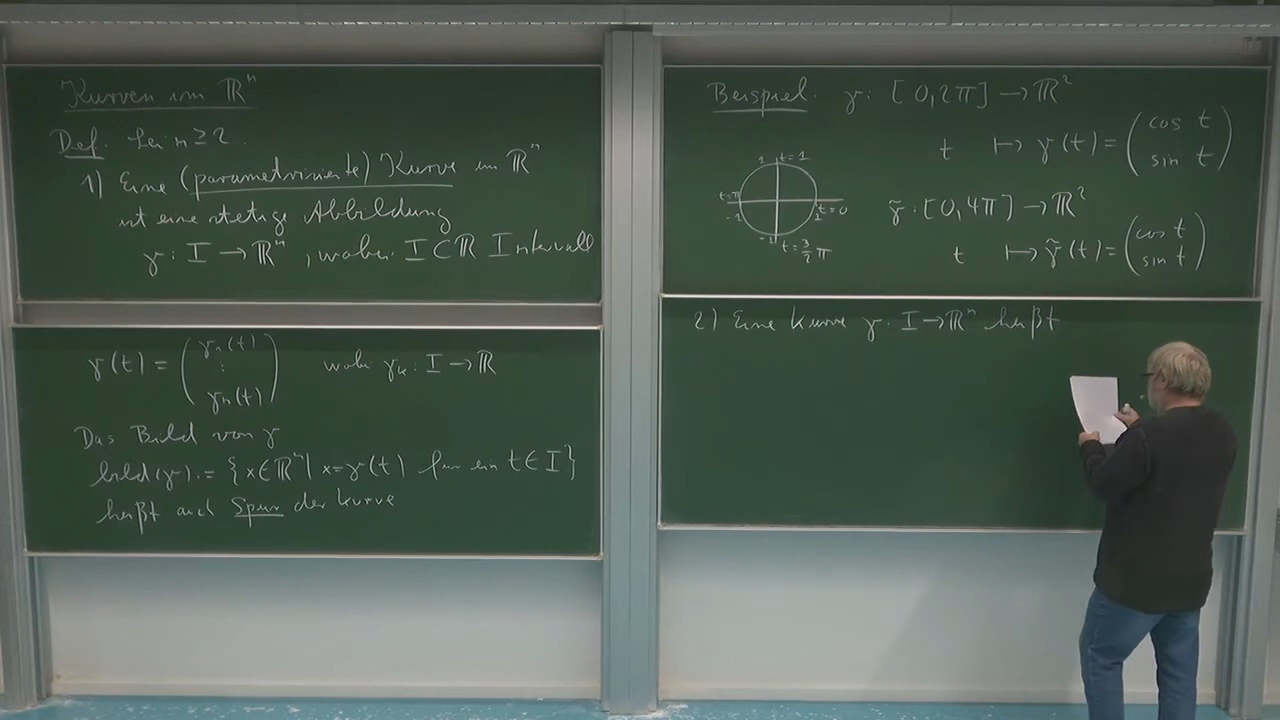 Kurven im ℝⁿ
Def. Sei n ≥ 2.
1) Eine (parametrisierte) Kurve im ℝⁿ
ist eine stetige Abbildung
γ: I → ℝⁿ, wobei I ⊂ ℝ Intervall
γ(t) = (γ₁(t) ⋮ γₙ(t)) wobei γₖ: I → ℝ
Das Bild von γ
bild(γ) := {x ∈ ℝⁿ | x = γ(t) für ein t ∈ I}
heißt auch Spur der Kurve
Beispiel. γ: [0, 2π] → ℝ²
t ↦ γ(t) = (cos t sin t)
1 t=1
t=π
-1
t=0
1
-1
t=3/2 π
γ̃: [0, 4π] → ℝ²
t ↦ γ̃(t) = (cos t sin t)
2) Eine Kurve γ: I → ℝⁿ heißt